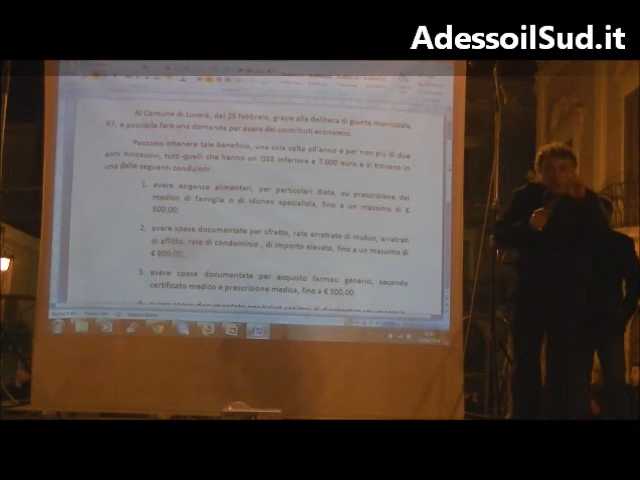 AdessoilSud.it
Al Comune di Lucera, dal 25 febbraio, grazie alla delibera di giunta municipale
67, è possibile fare una domanda per avere dei contributi economici
Possono ottenere tale beneficio, una sola volta all'anno e per non più di due
anni successivi, tutti quelli che hanno un ISEE inferiore a 7.000 euro e si trovano in
una delle seguenti condizioni:
1. avere esigenze alimentari, per particolari diete, su prescrizione del
medico di famiglia o di idoneo specialista, fino a un massimo di €
500,00;
2. avere spese documentate per sfratto, rate arretrate di mutuo, arretrati
di affitto, rate di condominio , di importo elevato, fino a un massimo di
€ 800,00;
3. avere spese documentate per acquisto farmaci generici, secondo
certificato medico e prescrizione medica, fino a € 500,00;